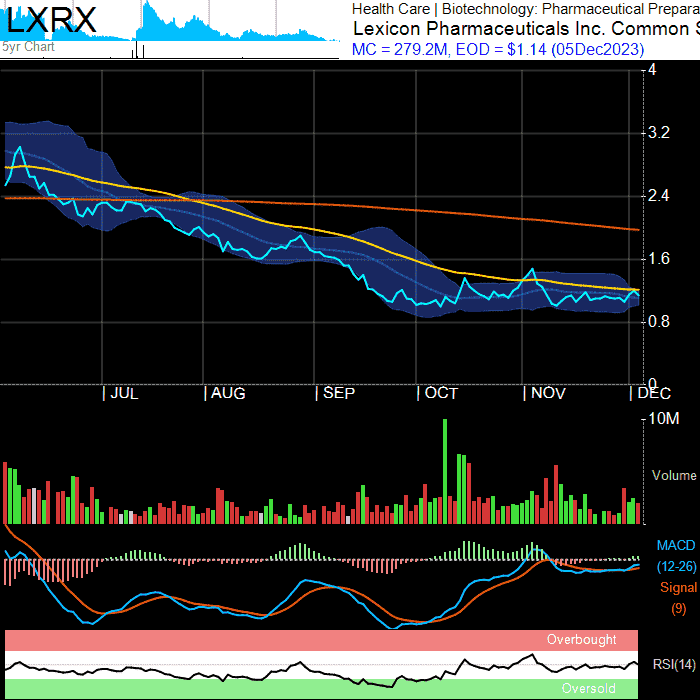 LXRX
5yr Chart
Health Care | Biotechnology: Pharmaceutical Prepara
Lexicon Pharmaceuticals Inc. Common S
MC = 279.2M, EOD = $1.14 (05Dec2023)
4
3.2
2.4
1.6
0.8
0
JUL AUG SEP OCT NOV DEC
10M
Volume
MACD
(12-26)
Signal
(9)
Overbought
RSI(14)
Oversold